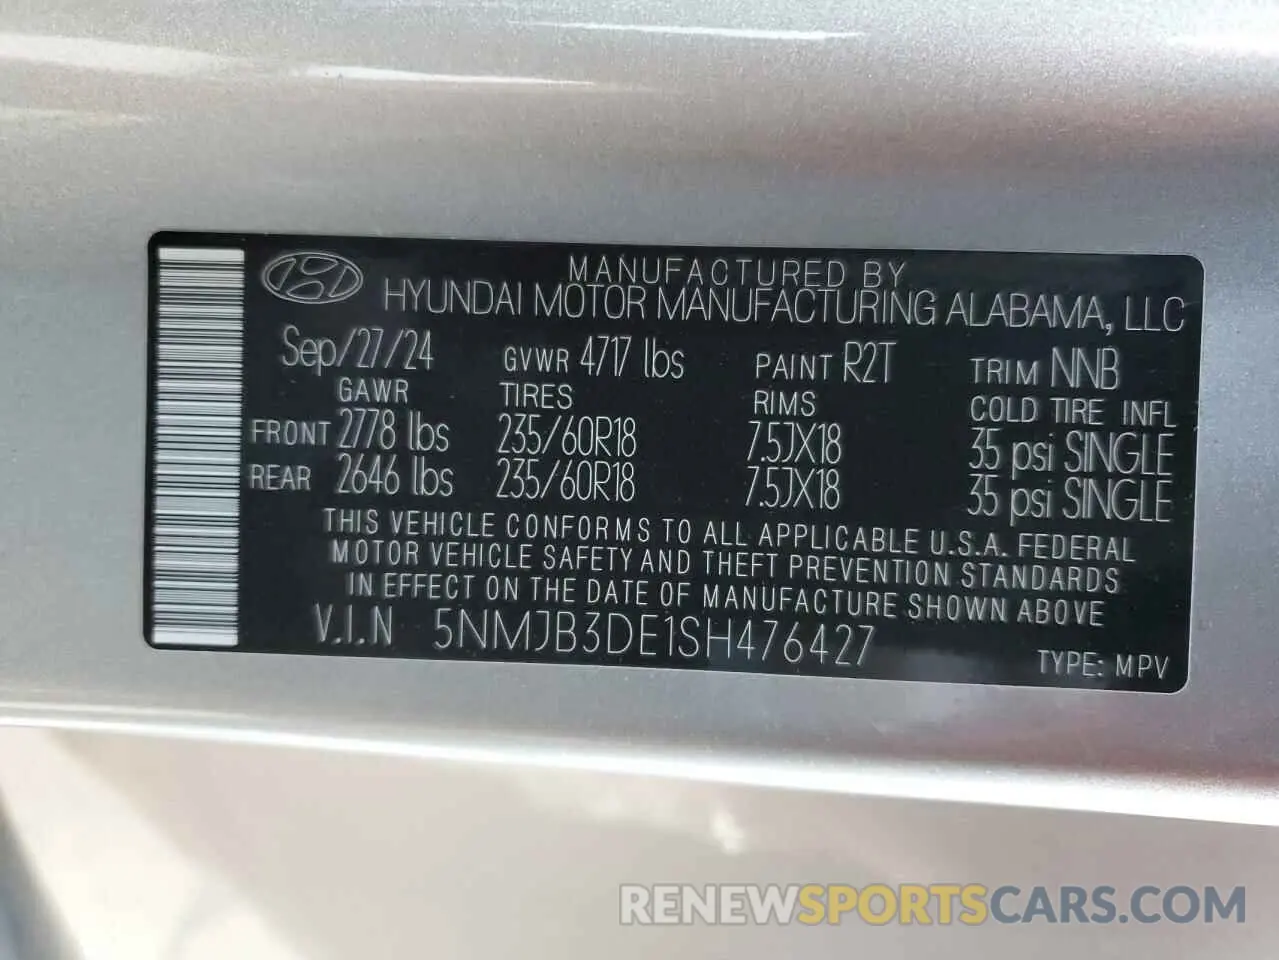 MANUFACTURED BY
HYUNDAI MOTOR MANUFACTURING ALABAMA, LLC
Sep/27/24 GVWR 4717 lbs PAINT R2T TRIM NNB
GAWR TIRES RIMS COLD TIRE INFL
FRONT 2778 lbs 235/60R18 7.5JX18 35 psi SINGLE
REAR 2646 lbs 235/60R18 7.5JX18 35 psi SINGLE
THIS VEHICLE CONFORMS TO ALL APPLICABLE U.S.A. FEDERAL
MOTOR VEHICLE SAFETY AND THEFT PREVENTION STANDARDS
IN EFFECT ON THE DATE OF MANUFACTURE SHOWN ABOVE
V.I.N 5NMJB3DE1SH476427 TYPE: MPV
RENEWSPORTSCARS.COM